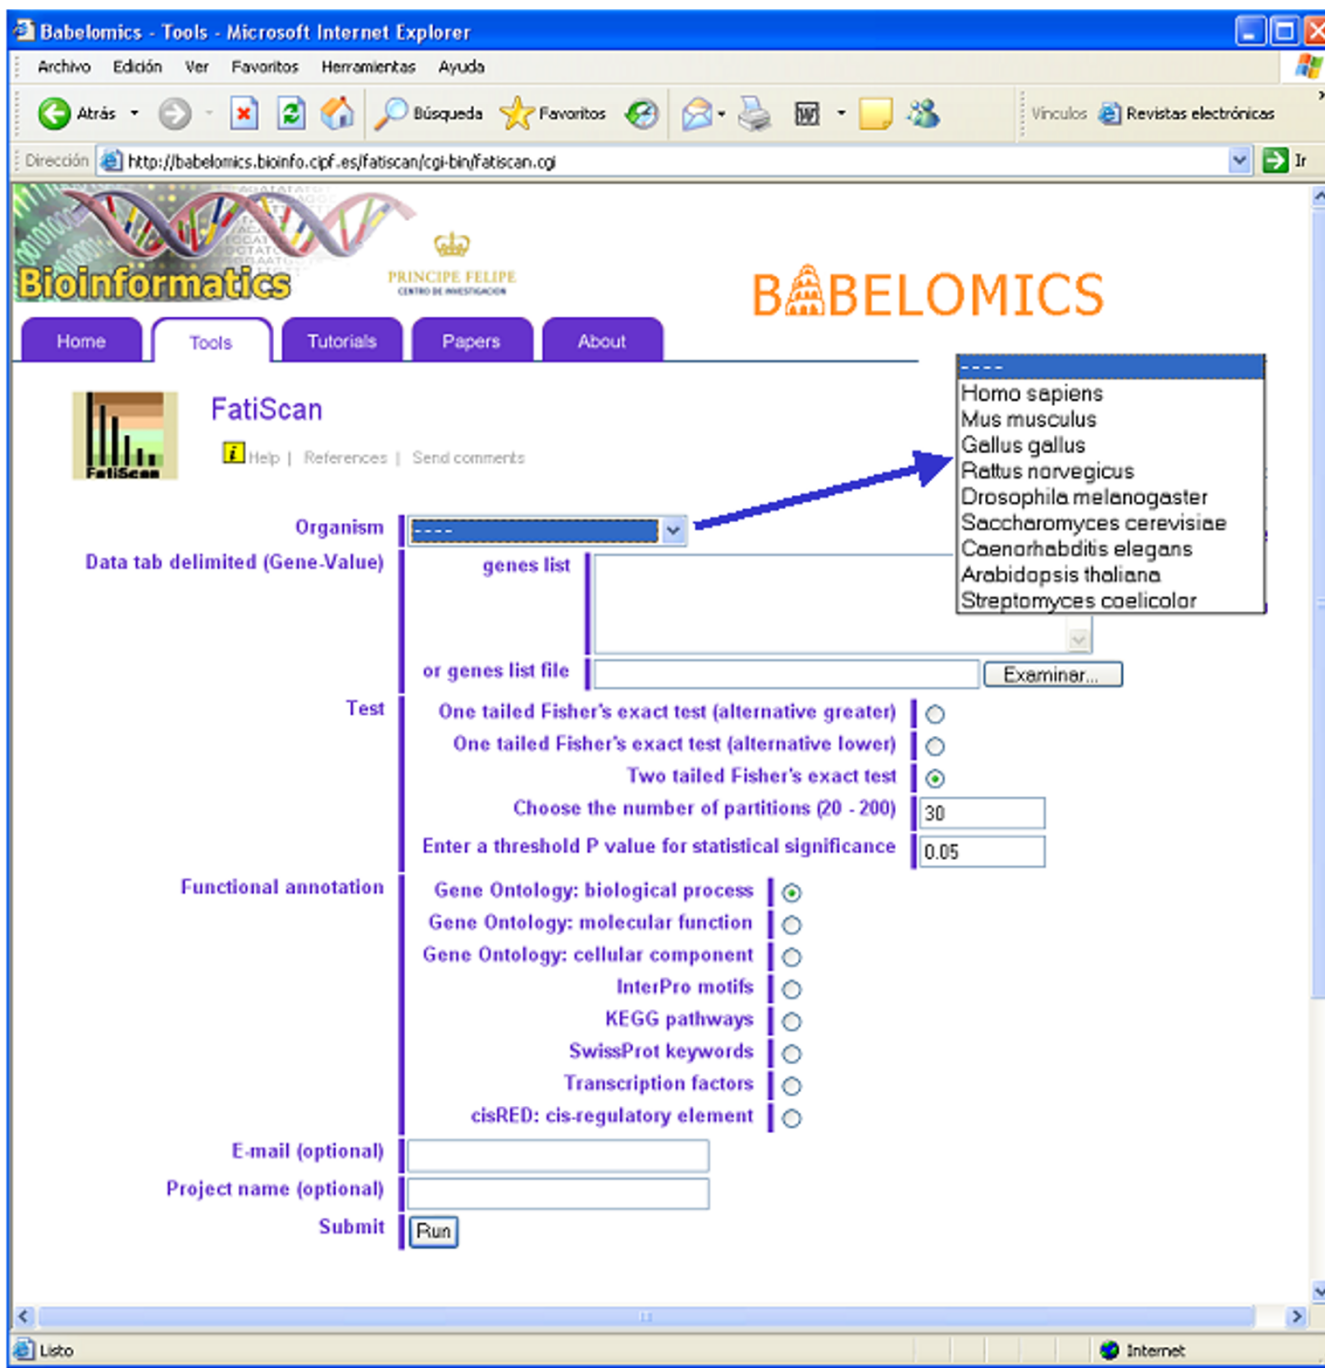 Babelomics - Tools - Microsoft Internet Explorer
Archivo Edición Ver Favoritos Herramientas Ayuda
Atrás Búsqueda Favoritos Vínculos Revistas electrónicas
Dirección http://babelomics.bioinfo.cipf.es/fatiscan/cgi-bin/fatiscan.cgi Ir
Bioinformatics
PRINCIPE FELIPE
CENTRO DE INVESTIGACION
BABELOMICS
Home Tools Tutorials Papers About
----
Homo sapiens
Mus musculus
Gallus gallus
Rattus norvegicus
Drosophila melanogaster
Saccharomyces cerevisiae
Caenorhabditis elegans
Arabidopsis thaliana
Streptomyces coelicolor
FatiScan
FatiScan
Help | References | Send comments
Organism ----
Data tab delimited (Gene-Value) genes list
or genes list file Examinar...
Test One tailed Fisher's exact test (alternative greater)
One tailed Fisher's exact test (alternative lower)
Two tailed Fisher's exact test
Choose the number of partitions (20 - 200) 30
Enter a threshold P value for statistical significance 0.05
Functional annotation Gene Ontology: biological process
Gene Ontology: molecular function
Gene Ontology: cellular component
InterPro motifs
KEGG pathways
SwissProt keywords
Transcription factors
cisRED: cis-regulatory element
E-mail (optional)
Project name (optional)
Submit Run
Listo Internet